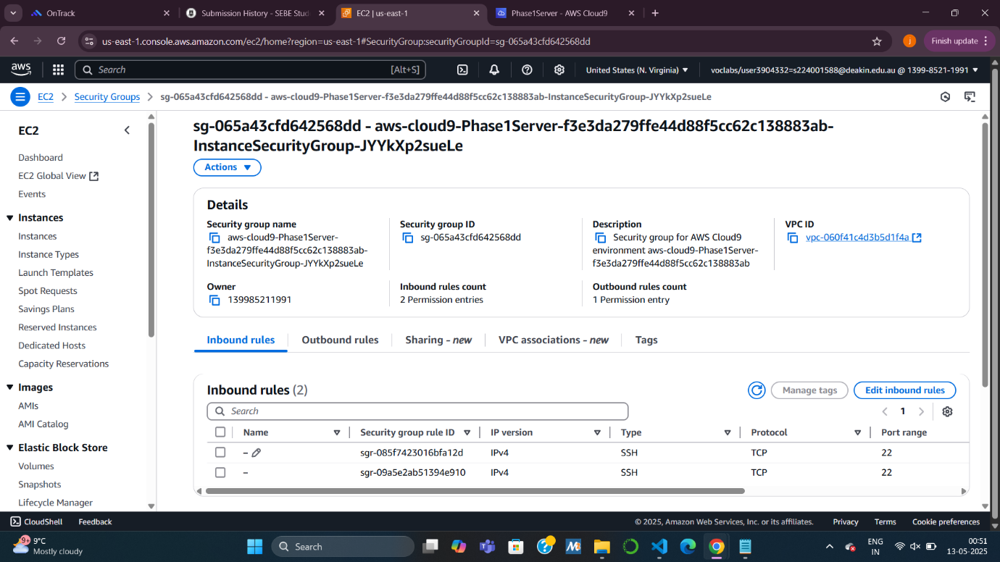 OnTrack
Submission History - SEBE Stud
EC2 | us-east-1
Phase1Server - AWS Cloud9
us-east-1.console.aws.amazon.com/ec2/home?region=us-east-1#SecurityGroup:securityGroupId=sg-065a43cfd642568dd
j
Finish update
aws
Search
[Alt+S]
United States (N. Virginia)
voclabs/user3904332=s224001588@deakin.edu.au @ 1399-8521-1991
EC2
Security Groups
sg-065a43cfd642568dd - aws-cloud9-Phase1Server-f3e3da279ffe44d88f5cc62c138883ab-InstanceSecurityGroup-JYYkXp2sueLe
EC2
Dashboard
EC2 Global View
Events
Instances
Instances
Instance Types
Launch Templates
Spot Requests
Savings Plans
Reserved Instances
Dedicated Hosts
Capacity Reservations
Images
AMIs
AMI Catalog
Elastic Block Store
Volumes
Snapshots
Lifecycle Manager
sg-065a43cfd642568dd - aws-cloud9-Phase1Server-f3e3da279ffe44d88f5cc62c138883ab-
InstanceSecurityGroup-JYYkXp2sueLe
Actions
Details
Security group name
aws-cloud9-Phase1Server-
f3e3da279ffe44d88f5cc62c138883ab-
InstanceSecurityGroup-JYYkXp2sueLe
Security group ID
sg-065a43cfd642568dd
Description
Security group for AWS Cloud9
environment aws-cloud9-Phase1Server-
f3e3da279ffe44d88f5cc62c138883ab
VPC ID
vpc-060f41c4d3b5d1f4a
Owner
139985211991
Inbound rules count
2 Permission entries
Outbound rules count
1 Permission entry
Inbound rules
Outbound rules
Sharing - new
VPC associations - new
Tags
Inbound rules (2)
Manage tags
Edit inbound rules
Search
1
Name Security group rule ID IP version Type Protocol Port range
– sgr-085f7423016bfa12d IPv4 SSH TCP 22
– sgr-09a5e2ab51394e910 IPv4 SSH TCP 22
CloudShell
Feedback
© 2025, Amazon Web Services, Inc. or its affiliates.
Privacy
Terms
Cookie preferences
9+
9°C
Mostly cloudy
Search
ENG
IN
00:51
13-05-2025